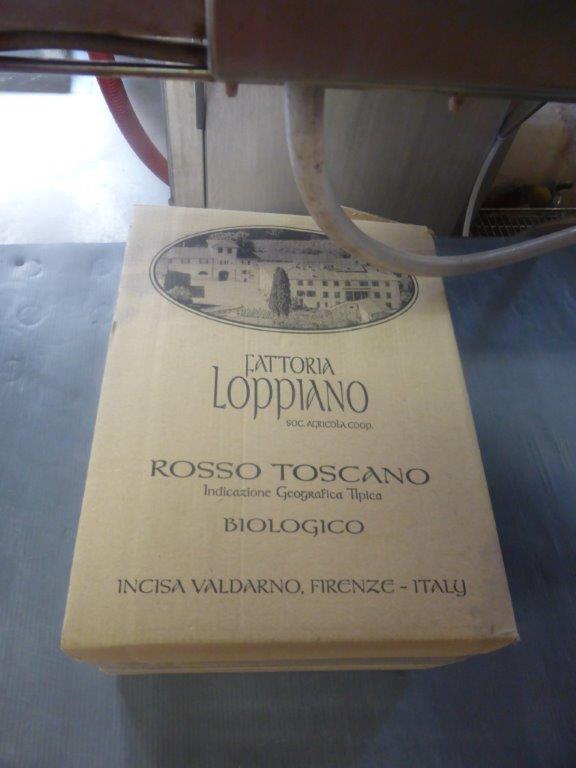 FATTORIA
LOPPIANO
SOC. AGRICOLA COOP.
ROSSO TOSCANO
Indicazione Geografica Tipica
BIOLOGICO
INCISA VALDARNO, FIRENZE - ITALY